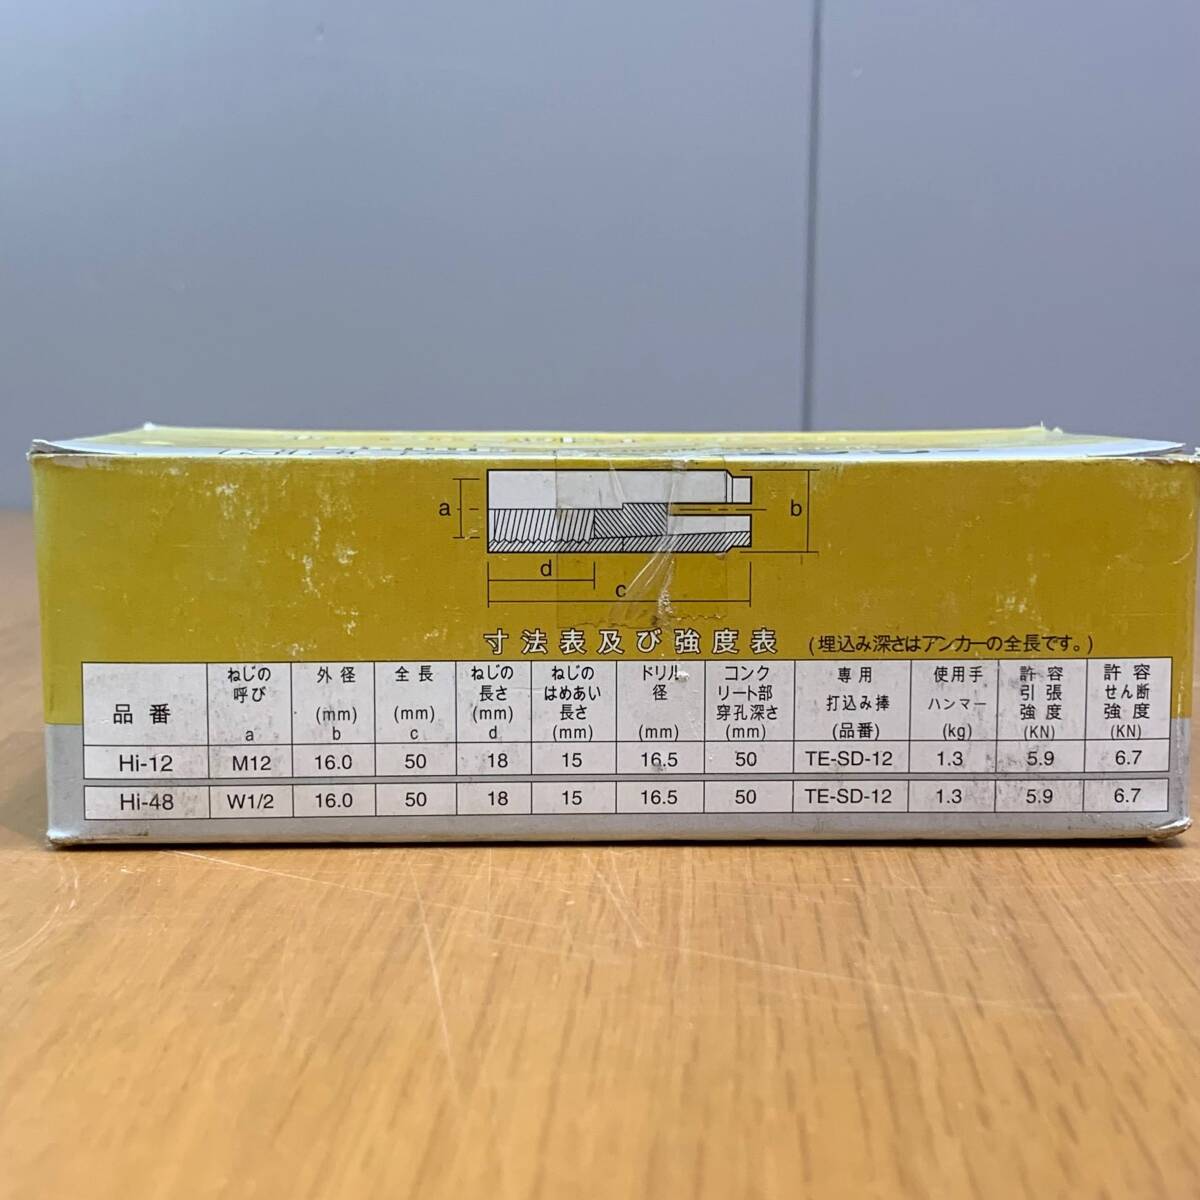 a
b
d
c
寸法表及び強度表 (埋込み深さはアンカーの全長です。)
品番 ねじの呼び a 外径 (mm) b 全長 (mm) c ねじの長さ (mm) d ねじのはめあい長さ (mm) ドリル径 (mm) コンクリート部穿孔深さ (mm) 専用打込み棒 (品番) 使用手ハンマー (kg) 許容引張強度 (KN) 許容せん断強度 (KN)
Hi-12 M12 16.0 50 18 15 16.5 50 TE-SD-12 1.3 5.9 6.7
Hi-48 W1/2 16.0 50 18 15 16.5 50 TE-SD-12 1.3 5.9 6.7